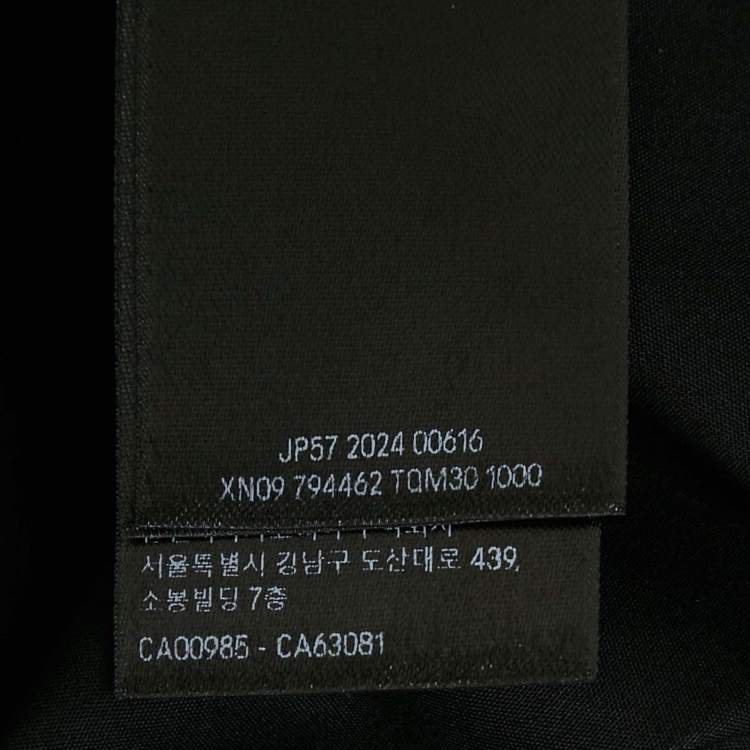 JP57 2024 00616
XN09 794462 TQM30 1000
서울특별시 강남구 도산대로 439,
소봉빌딩 7층
CA00985 - CA63081